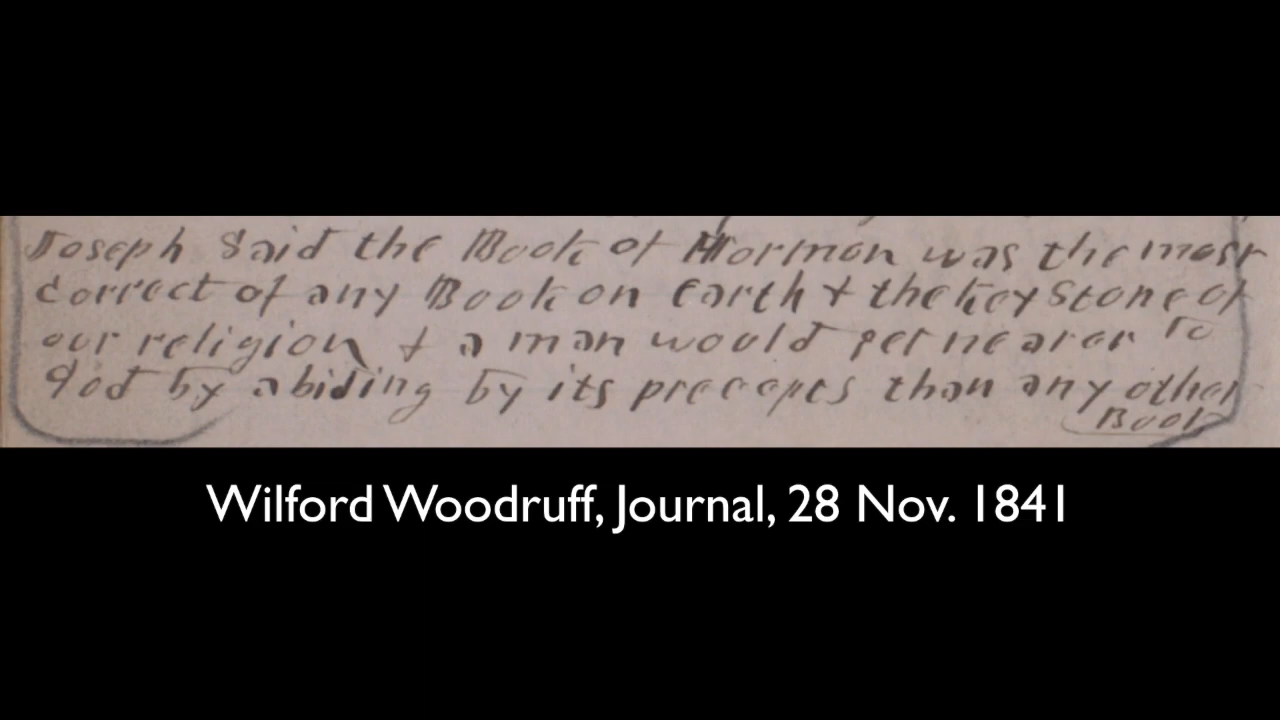 Joseph Said the Book of Mormon was the most
correct of any Book on Earth & the key Stone of
our religion & a man would get nearer to
God by abiding by its precepts than any other
Book
Wilford Woodruff, Journal, 28 Nov. 1841